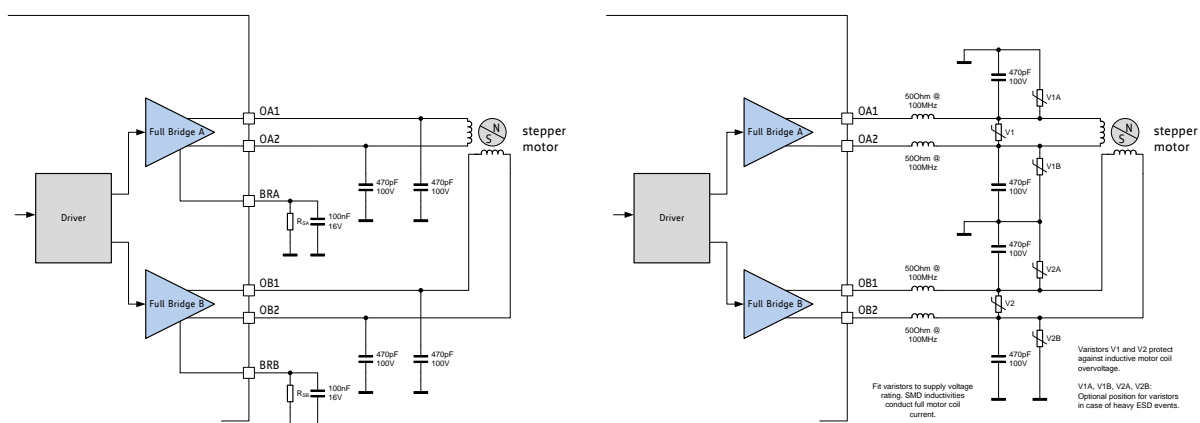 OA1
Full Bridge A
OA2
N
S
stepper
motor
470pF
100V
470pF
100V
BRA
Driver
RSA
100nF
16V
OB1
Full Bridge B
OB2
470pF
100V
470pF
100V
BRB
RSB
100nF
16V
470pF
100V
V1A
50Ohm @
100MHz
OA1
Full Bridge A
V1
OA2
N
S
stepper
motor
50Ohm @
100MHz
V1B
470pF
100V
Driver
470pF
100V
50Ohm @
100MHz
V2A
OB1
Full Bridge B
V2
OB2
50Ohm @
100MHz
V2B
470pF
100V
Fit varistors to supply voltage
rating. SMD inductivities
conduct full motor coil
current.
Varistors V1 and V2 protect
against inductive motor coil
overvoltage.
V1A, V1B, V2A, V2B:
Optional position for varistors
in case of heavy ESD events.